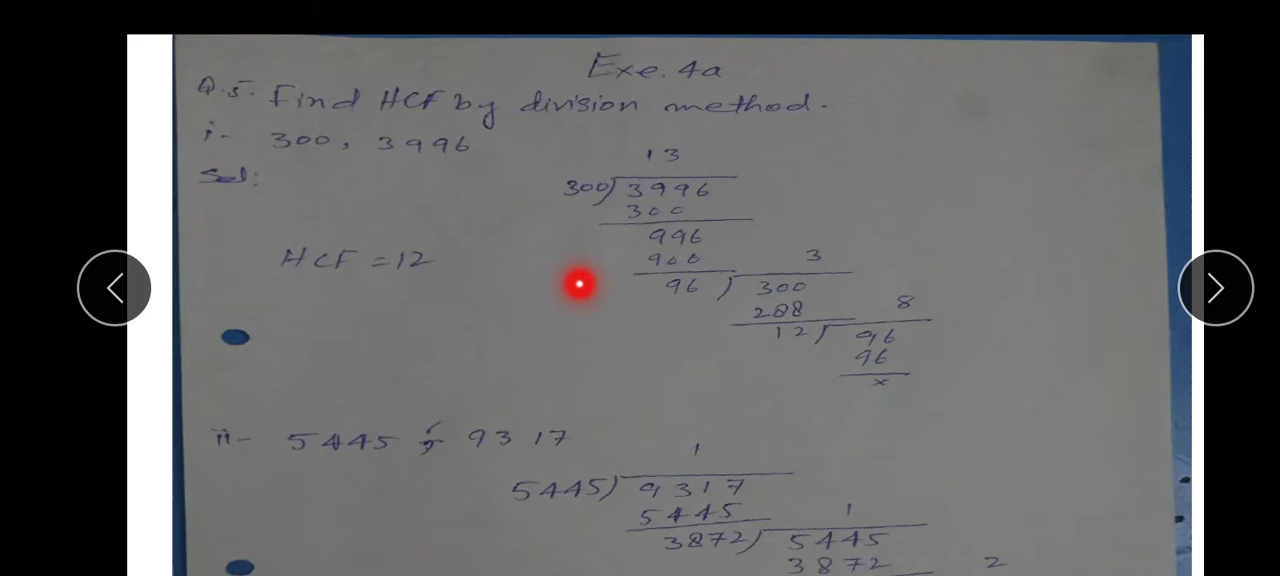 Exe. 4a
Q.5. Find HCF by division method.
i- 300, 3996
Sol:
13
300) 3996
300
996
900 3
96 ) 300
288 8
12) 96
96
x
HCF = 12
ii- 5445 , 9317
1
5445) 9317
5445 1
3872) 5445
3872 2